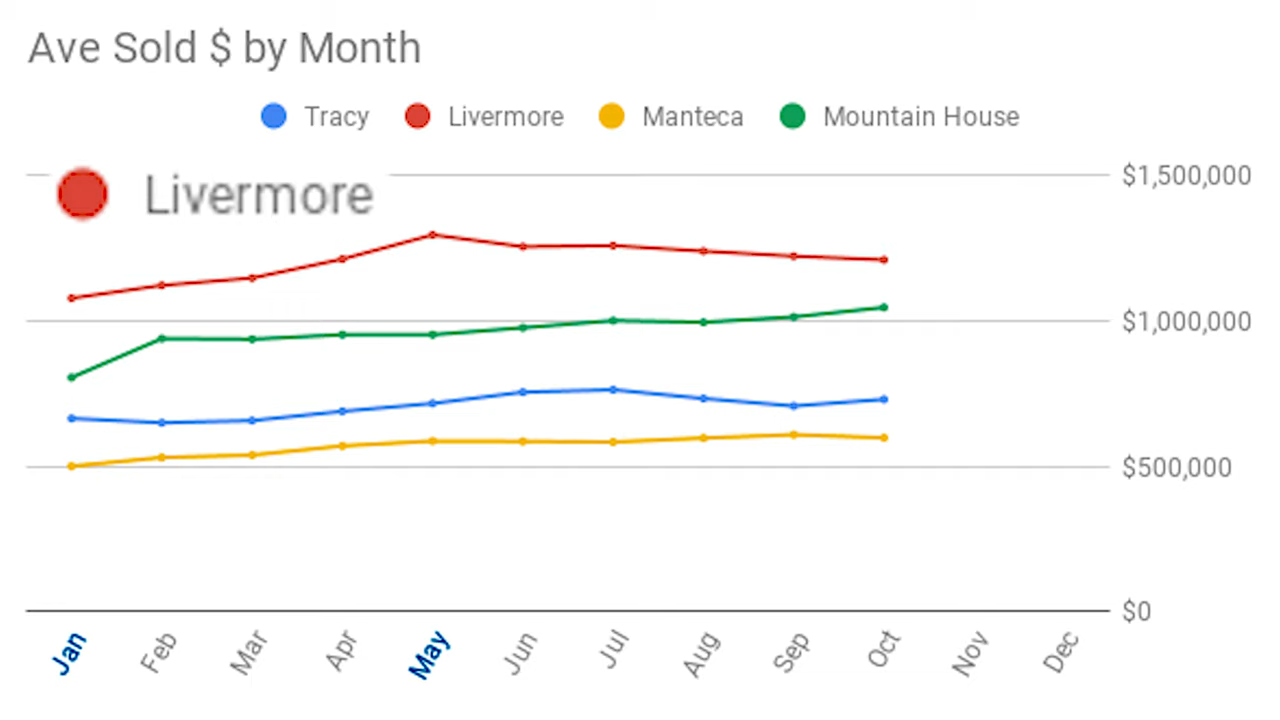 Ave Sold $ by Month
Tracy Livermore Manteca Mountain House
$1,500,000
Livermore
$1,000,000
$500,000
$0
Jan Feb Mar Apr May Jun Jul Aug Sep Oct Nov Dec